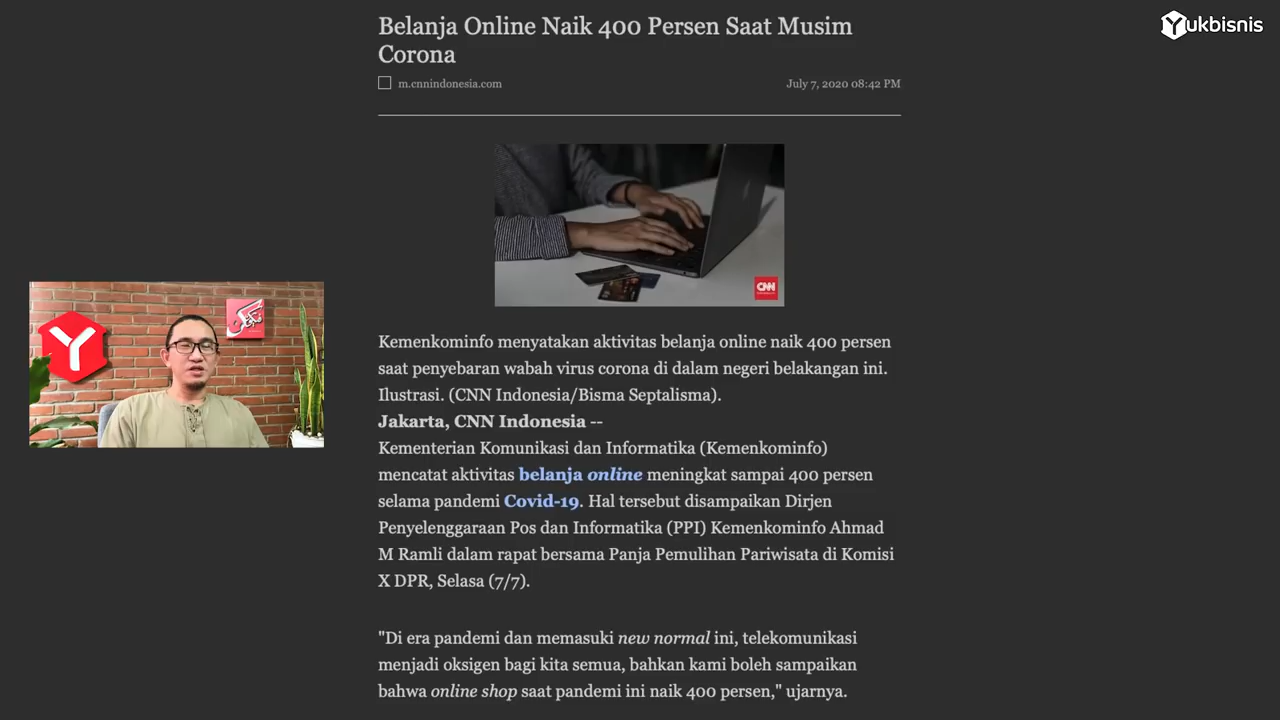 Belanja Online Naik 400 Persen Saat Musim
Corona
m.cnnindonesia.com
July 7, 2020 08:42 PM
Yukbisnis
CNN
Y
Kemenkominfo menyatakan aktivitas belanja online naik 400 persen
saat penyebaran wabah virus corona di dalam negeri belakangan ini.
Ilustrasi. (CNN Indonesia/Bisma Septalisma).
Jakarta, CNN Indonesia --
Kementerian Komunikasi dan Informatika (Kemenkominfo)
mencatat aktivitas belanja online meningkat sampai 400 persen
selama pandemi Covid-19. Hal tersebut disampaikan Dirjen
Penyelenggaraan Pos dan Informatika (PPI) Kemenkominfo Ahmad
M Ramli dalam rapat bersama Panja Pemulihan Pariwisata di Komisi
X DPR, Selasa (7/7).
"Di era pandemi dan memasuki new normal ini, telekomunikasi
menjadi oksigen bagi kita semua, bahkan kami boleh sampaikan
bahwa online shop saat pandemi ini naik 400 persen," ujarnya.